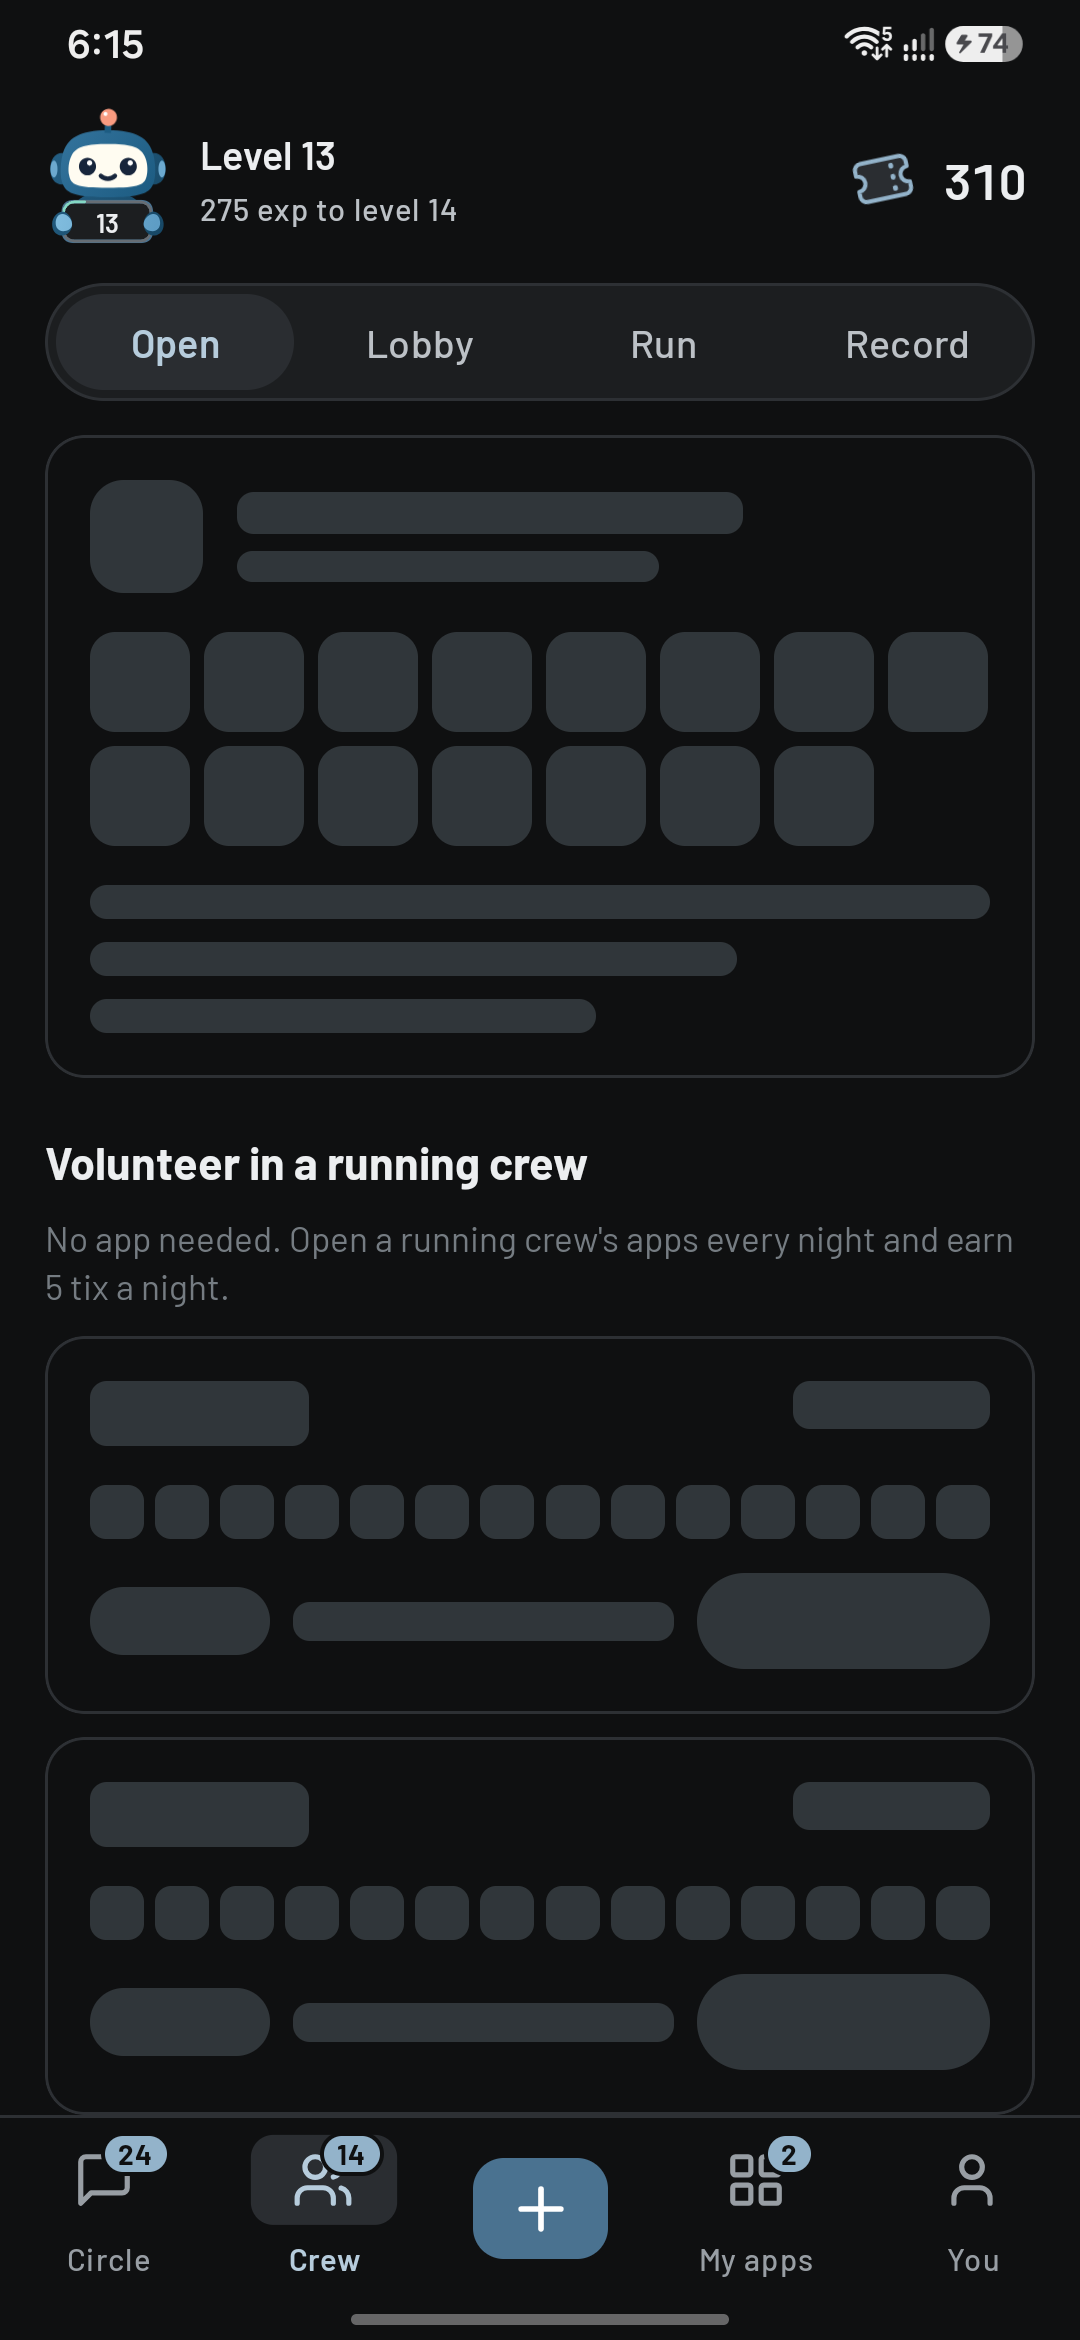 6:15
5
74
Level 13
275 exp to level 14
13
310
Open
Lobby
Run
Record
Volunteer in a running crew
No app needed. Open a running crew's apps every night and earn
5 tix a night.
24
14
2
Circle
Crew
My apps
You